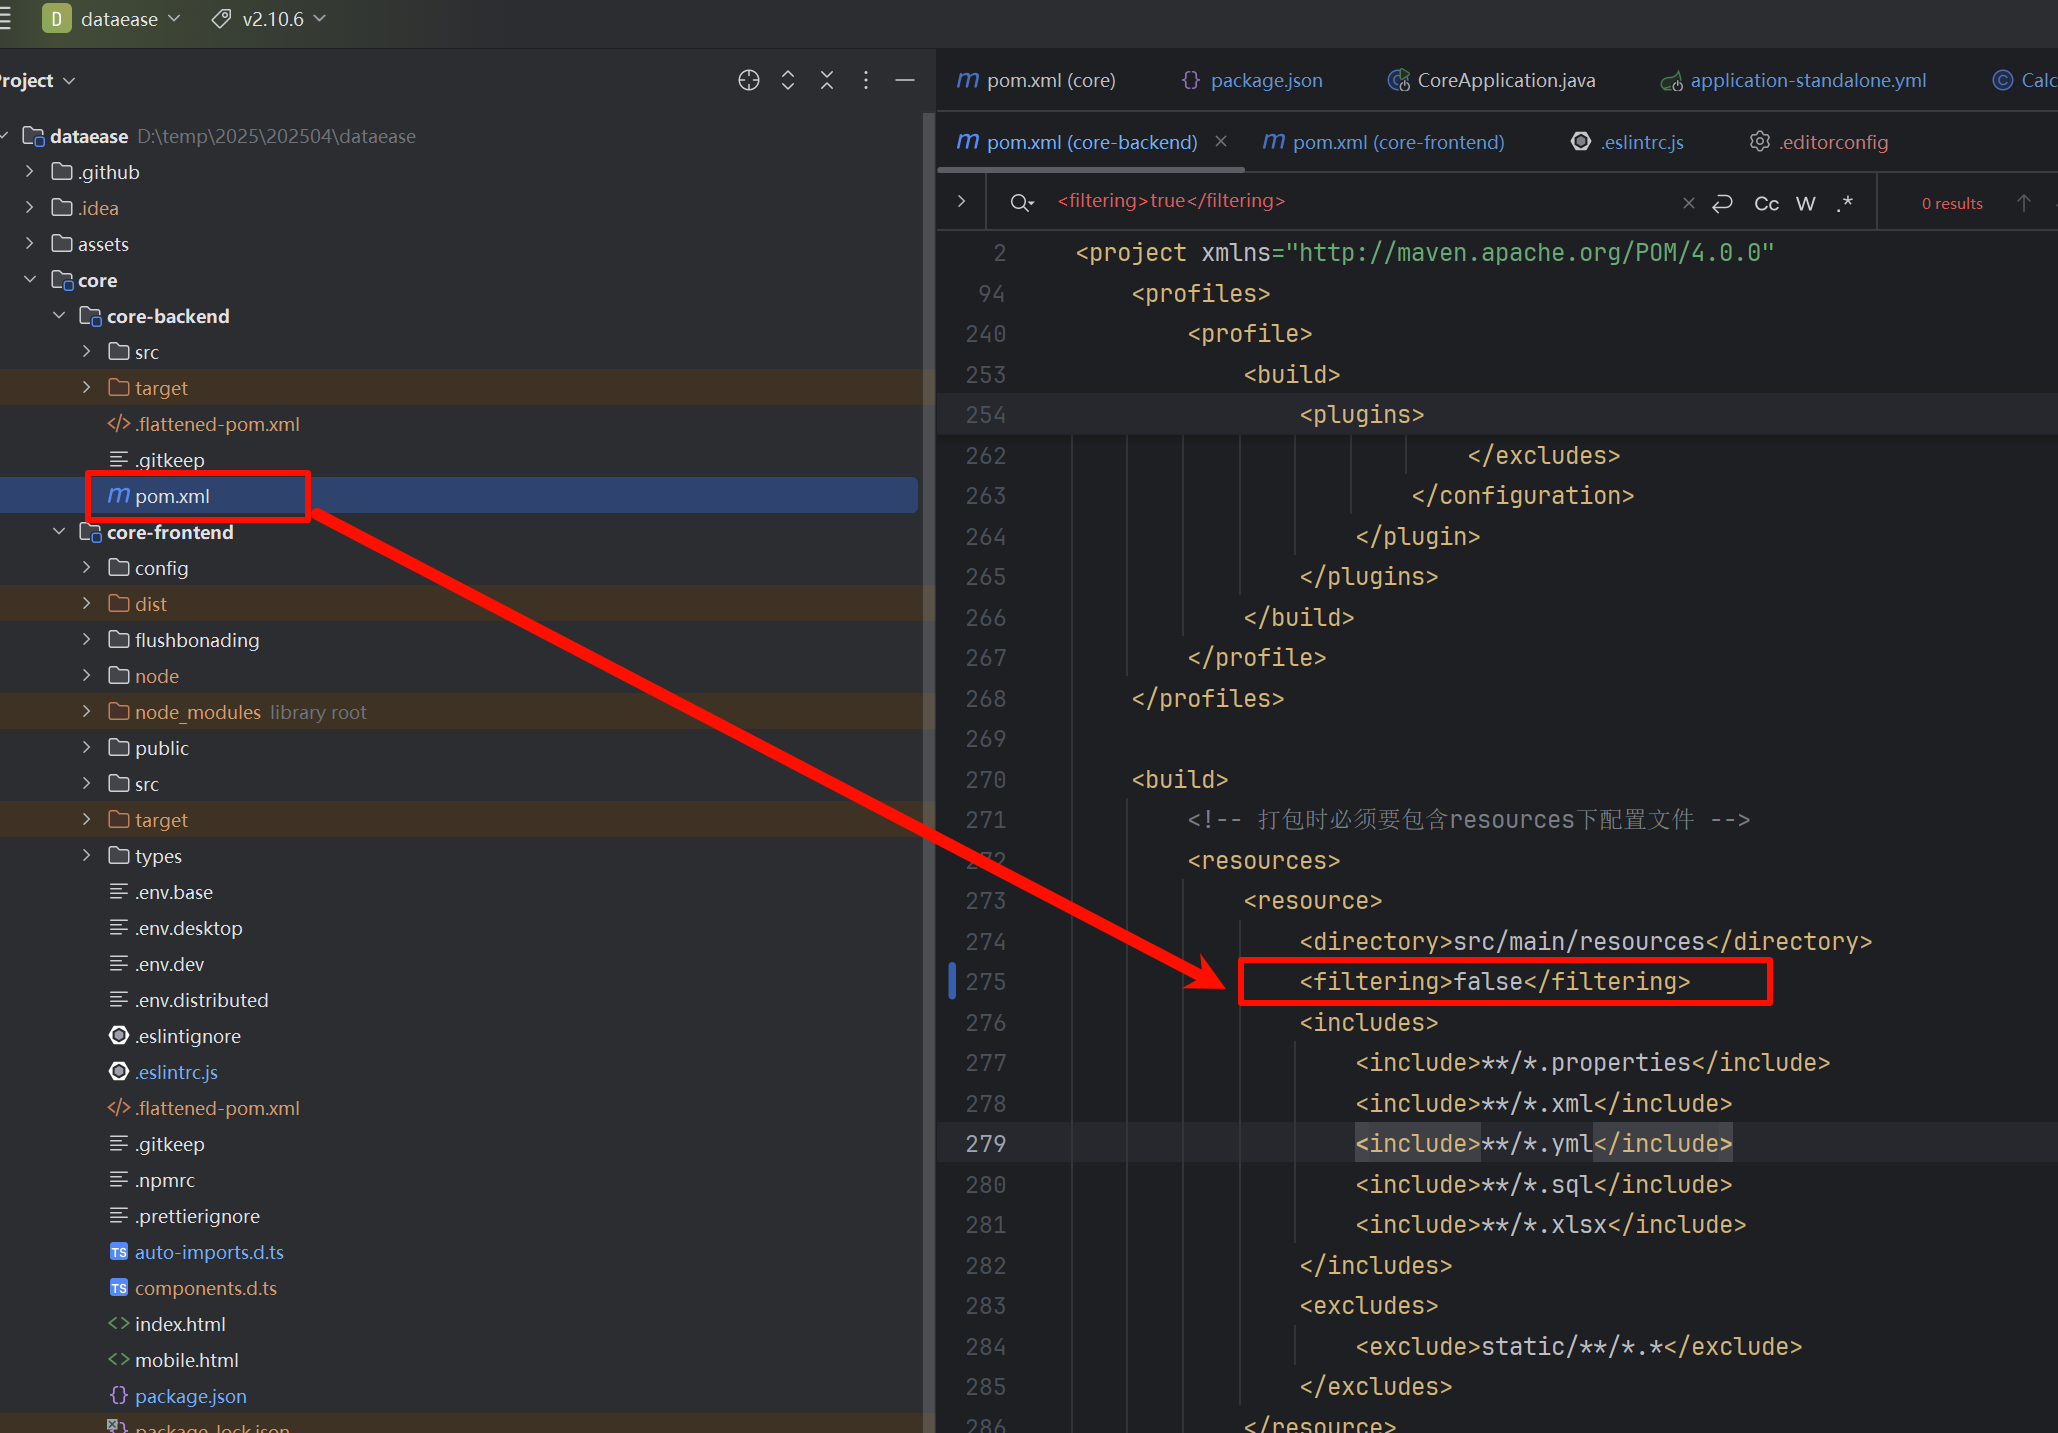 D dataease v2.10.6
Project
dataease D:\temp\2025\202504\dataease
.github
.idea
assets
core
core-backend
src
target
.flattened-pom.xml
.gitkeep
pom.xml
core-frontend
config
dist
flushbonading
node
node_modules library root
public
src
target
types
.env.base
.env.desktop
.env.dev
.env.distributed
.eslintignore
.eslintrc.js
.flattened-pom.xml
.gitkeep
.npmrc
.prettierignore
auto-imports.d.ts
components.d.ts
index.html
mobile.html
package.json
package-lock.json
pom.xml (core) package.json CoreApplication.java application-standalone.yml Calc
pom.xml (core-backend) pom.xml (core-frontend) .eslintrc.js .editorconfig
<filtering>true</filtering> Cc W .* 0 results
2 <project xmlns="http://maven.apache.org/POM/4.0.0"
94 <profiles>
240 <profile>
253 <build>
254 <plugins>
262 </excludes>
263 </configuration>
264 </plugin>
265 </plugins>
266 </build>
267 </profile>
268 </profiles>
269
270 <build>
271 <!-- 打包时必须要包含resources下配置文件 -->
272 <resources>
273 <resource>
274 <directory>src/main/resources</directory>
275 <filtering>false</filtering>
276 <includes>
277 <include>**/*.properties</include>
278 <include>**/*.xml</include>
279 <include>**/*.yml</include>
280 <include>**/*.sql</include>
281 <include>**/*.xlsx</include>
282 </includes>
283 <excludes>
284 <exclude>static/**/*.*</exclude>
285 </excludes>
286 </resource>